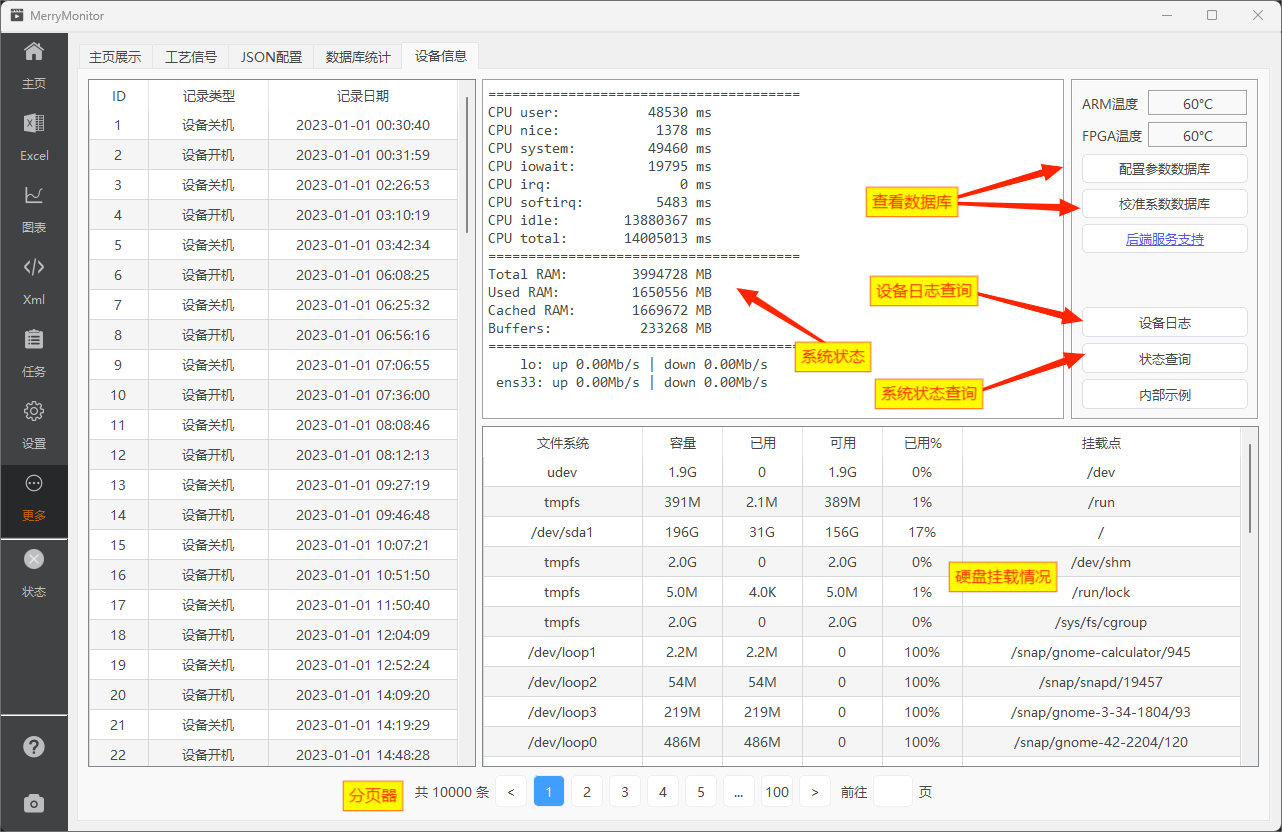 MerryMonitor
主页
Excel
图表
Xml
任务
设置
更多
状态
主页展示 工艺信号 JSON配置 数据库统计 设备信息
ID 记录类型 记录日期
1 设备关机 2023-01-01 00:30:40
2 设备开机 2023-01-01 00:31:59
3 设备关机 2023-01-01 02:26:53
4 设备开机 2023-01-01 03:10:19
5 设备关机 2023-01-01 03:42:34
6 设备开机 2023-01-01 06:08:25
7 设备关机 2023-01-01 06:25:32
8 设备开机 2023-01-01 06:56:16
9 设备关机 2023-01-01 07:06:55
10 设备开机 2023-01-01 07:36:00
11 设备关机 2023-01-01 08:08:46
12 设备开机 2023-01-01 08:12:13
13 设备关机 2023-01-01 09:27:19
14 设备开机 2023-01-01 09:46:48
15 设备关机 2023-01-01 10:07:21
16 设备开机 2023-01-01 10:51:50
17 设备关机 2023-01-01 11:50:40
18 设备开机 2023-01-01 12:04:09
19 设备关机 2023-01-01 12:52:24
20 设备开机 2023-01-01 14:09:20
21 设备关机 2023-01-01 14:19:29
22 设备开机 2023-01-01 14:48:28
=======================================
CPU user: 48530 ms
CPU nice: 1378 ms
CPU system: 49460 ms
CPU iowait: 19795 ms
CPU irq: 0 ms
CPU softirq: 5483 ms
CPU idle: 13880367 ms
CPU total: 14005013 ms
=======================================
Total RAM: 3994728 MB
Used RAM: 1650556 MB
Cached RAM: 1669672 MB
Buffers: 233268 MB
=======================================
lo: up 0.00Mb/s | down 0.00Mb/s
ens33: up 0.00Mb/s | down 0.00Mb/s
查看数据库
设备日志查询
系统状态
系统状态查询
ARM温度 60℃
FPGA温度 60℃
配置参数数据库
校准系数数据库
后端服务支持
设备日志
状态查询
内部示例
文件系统 容量 已用 可用 已用% 挂载点
udev 1.9G 0 1.9G 0% /dev
tmpfs 391M 2.1M 389M 1% /run
/dev/sda1 196G 31G 156G 17% /
tmpfs 2.0G 0 2.0G 0% /dev/shm
硬盘挂载情况
tmpfs 5.0M 4.0K 5.0M 1% /run/lock
tmpfs 2.0G 0 2.0G 0% /sys/fs/cgroup
/dev/loop1 2.2M 2.2M 0 100% /snap/gnome-calculator/945
/dev/loop2 54M 54M 0 100% /snap/snapd/19457
/dev/loop3 219M 219M 0 100% /snap/gnome-3-34-1804/93
/dev/loop0 486M 486M 0 100% /snap/gnome-42-2204/120
分页器 共 10000 条 < 1 2 3 4 5 ... 100 > 前往 页